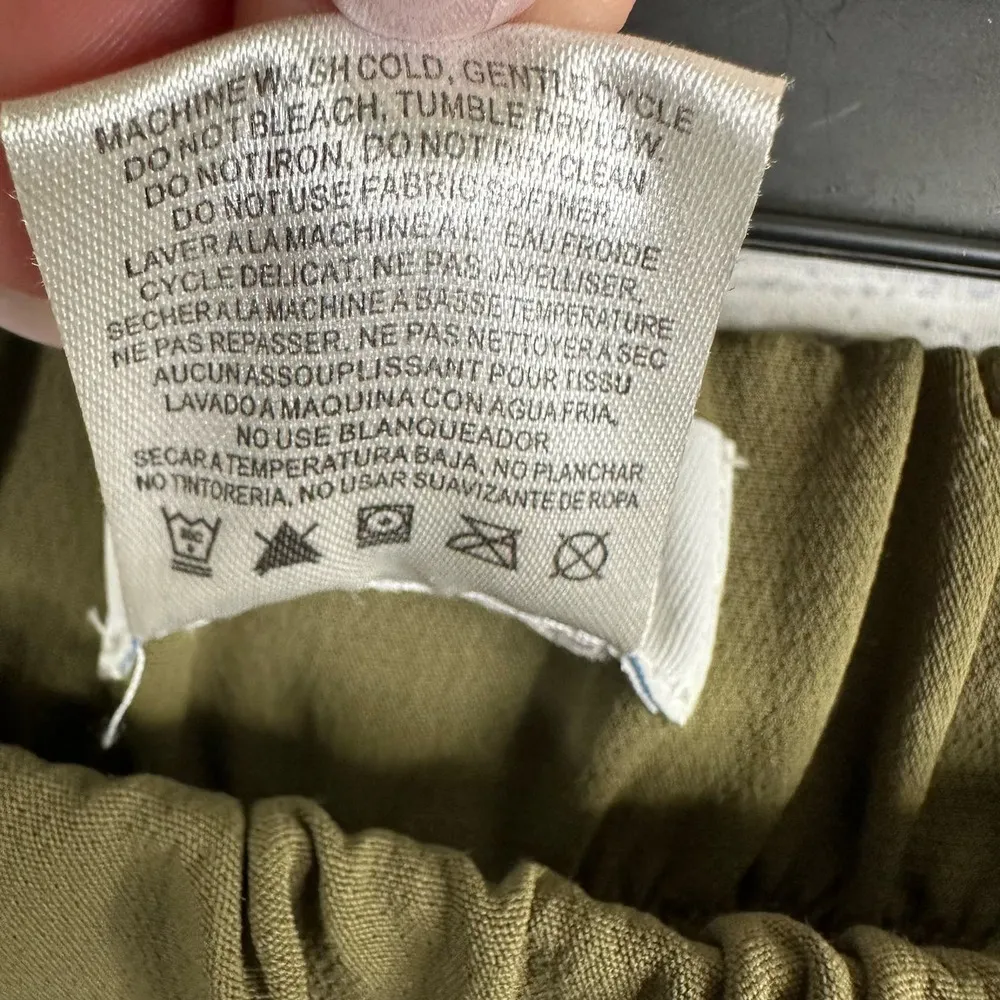 MACHINE WASH COLD, GENTLE CYCLE
DO NOT BLEACH, TUMBLE DRY LOW,
DO NOT IRON, DO NOT DRY CLEAN
DO NOT USE FABRIC SOFTNER
LAVER A LA MACHINE A L'EAU FROIDE
CYCLE DELICAT. NE PAS JAVELLISER.
SECHER A LA MACHINE A BASSE TEMPERATURE
NE PAS REPASSER. NE PAS NETTOYER A SEC
AUCUN ASSOUPLISSANT POUR TISSU
LAVADO A MAQUINA CON AGUA FRIA,
NO USE BLANQUEADOR
SECAR A TEMPERATURA BAJA, NO PLANCHAR
NO TINTORERIA, NO USAR SUAVIZANTE DE ROPA